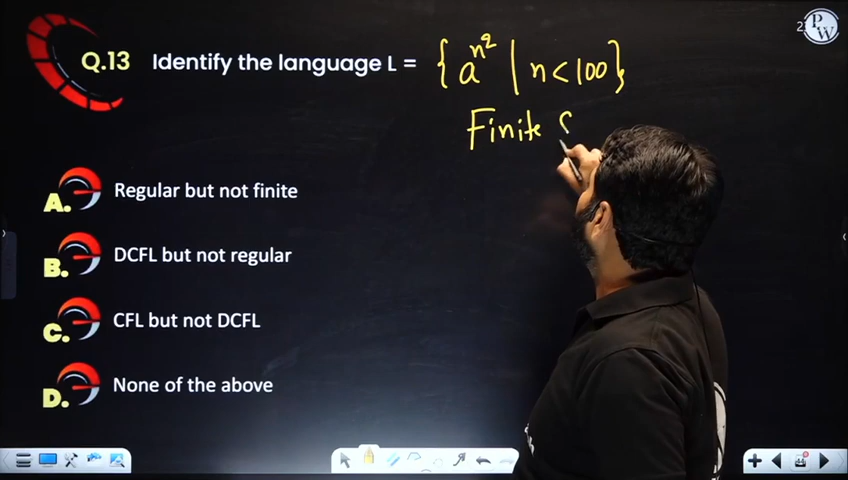 Q.13 Identify the language L = { a^n² | n < 100 }
Finite
A. Regular but not finite
B. DCFL but not regular
C. CFL but not DCFL
D. None of the above
P
W